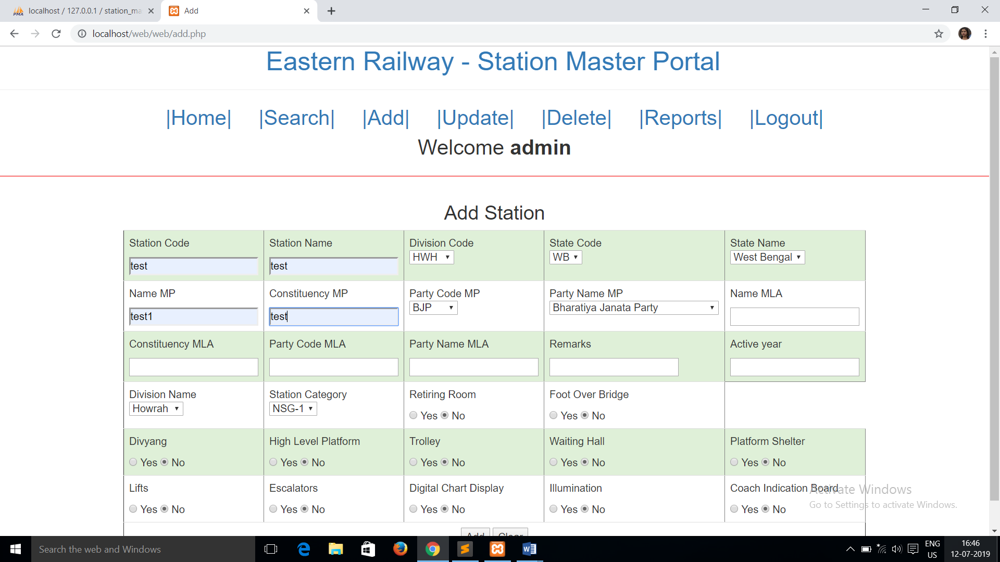 localhost / 127.0.0.1 / station_ma
Add
localhost/web/web/add.php
Eastern Railway - Station Master Portal
|Home| |Search| |Add| |Update| |Delete| |Reports| |Logout|
Welcome admin
Add Station
Station Code Station Name Division Code State Code State Name
test test HWH WB West Bengal
Name MP Constituency MP Party Code MP Party Name MP Name MLA
test1 test BJP Bharatiya Janata Party
Constituency MLA Party Code MLA Party Name MLA Remarks Active year
Division Name Station Category Retiring Room Foot Over Bridge
Howrah NSG-1 Yes No Yes No
Divyang High Level Platform Trolley Waiting Hall Platform Shelter
Yes No Yes No Yes No Yes No Yes No
Lifts Escalators Digital Chart Display Illumination Coach Indication Board
Yes No Yes No Yes No Yes No Yes No
Activate Windows
Go to Settings to activate Windows.
Add Clear
Search the web and Windows
ENG
US
16:46
12-07-2019